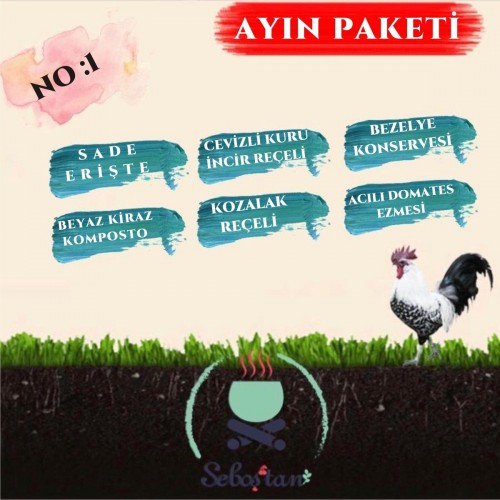 AYIN PAKETİ
NO :1
SADE
ERİŞTE
CEVİZLİ KURU
İNCİR REÇELİ
BEZELYE
KONSERVESİ
BEYAZ KİRAZ
KOMPOSTO
KOZALAK
REÇELİ
ACILI DOMATES
EZMESİ
Sebostan